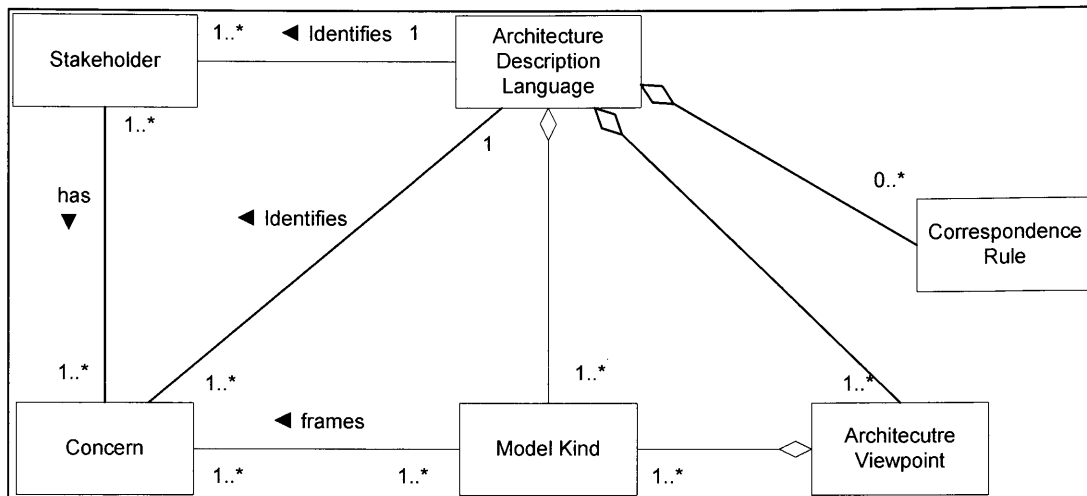 Stakeholder
1..*
◄ Identifies
1
Architecture
Description
Language
1..*
1
has
▼
◄ Identifies
0..*
Correspondence
Rule
1..*
1..*
1..*
1..*
Concern
◄ frames
1..*
1..*
Model Kind
1..*
Architecutre
Viewpoint